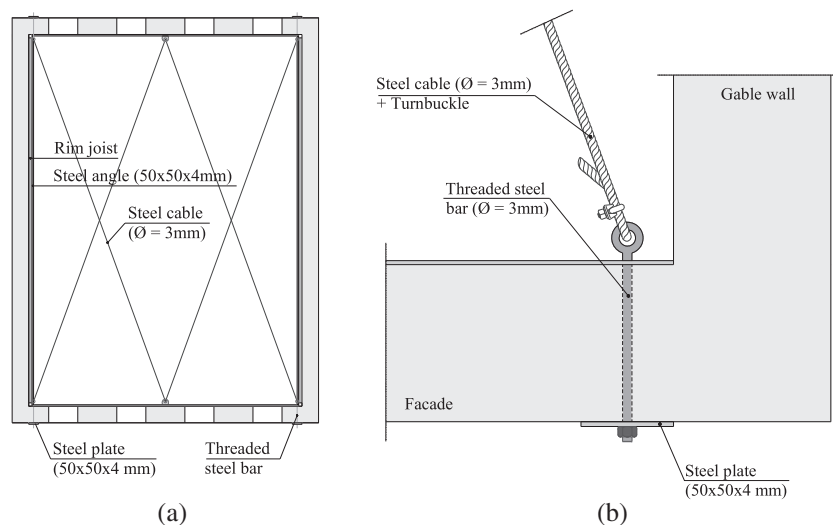 Rim joist
Steel angle (50x50x4mm)
Steel cable
(Ø = 3mm)
Steel plate
(50x50x4 mm)
Threaded
steel bar
(a)
Steel cable (Ø = 3mm)
+ Turnbuckle
Gable wall
Threaded steel
bar (Ø = 3mm)
Facade
Steel plate
(50x50x4 mm)
(b)